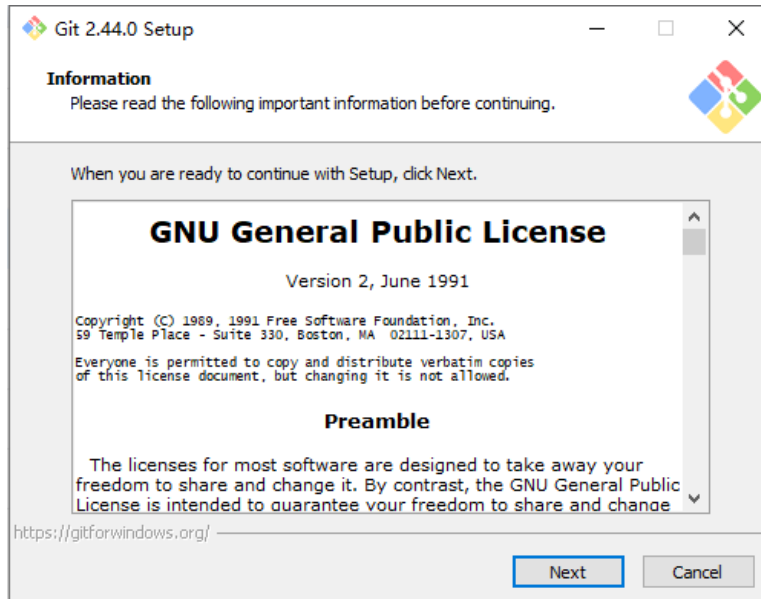 Git 2.44.0 Setup
Information
Please read the following important information before continuing.
When you are ready to continue with Setup, click Next.
GNU General Public License
Version 2, June 1991
Copyright (C) 1989, 1991 Free Software Foundation, Inc.
59 Temple Place - Suite 330, Boston, MA  02111-1307, USA
Everyone is permitted to copy and distribute verbatim copies
of this license document, but changing it is not allowed.
Preamble
The licenses for most software are designed to take away your
freedom to share and change it. By contrast, the GNU General Public
License is intended to guarantee your freedom to share and change
https://gitforwindows.org/
Next
Cancel